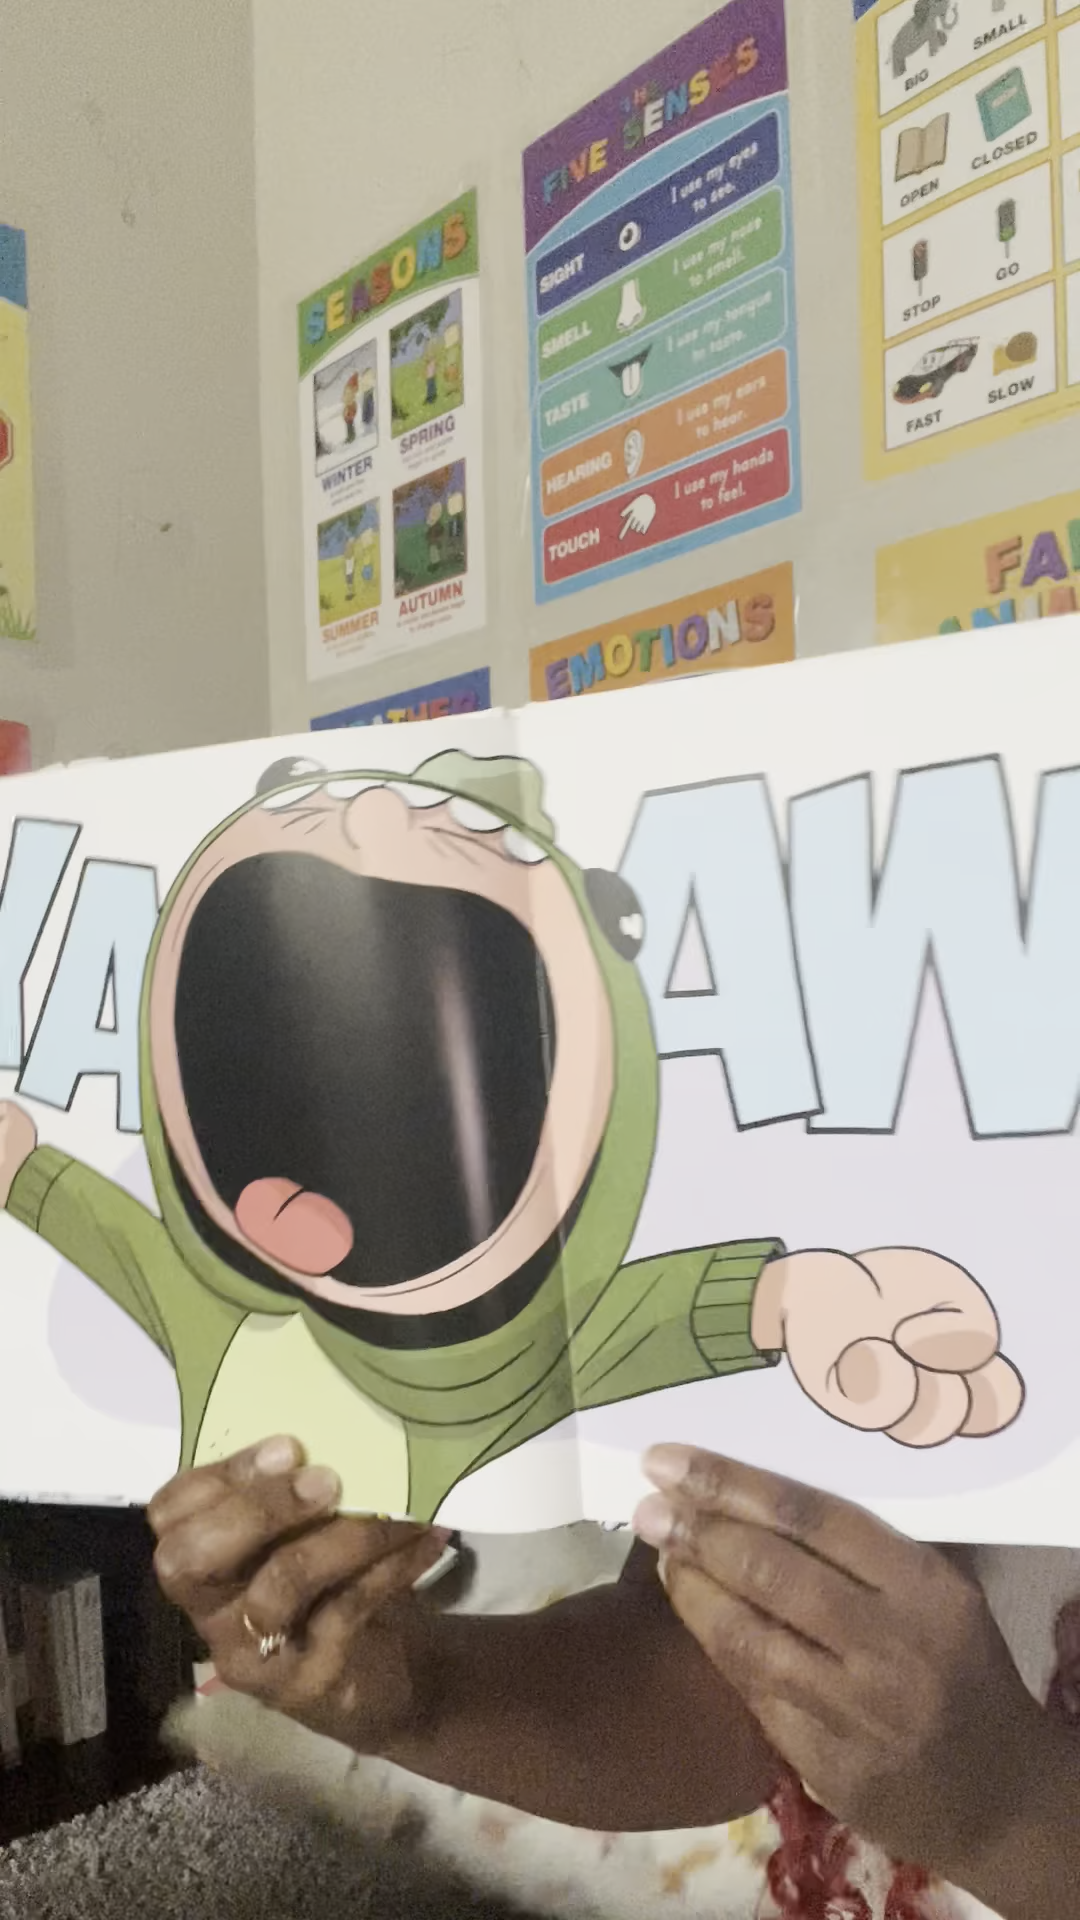 SEASONS
WINTER
SPRING
SUMMER
AUTUMN
THE
FIVE SENSES
SIGHT
I use my eyes
to see.
SMELL
I use my nose
to smell.
TASTE
I use my tongue
to taste.
HEARING
I use my ears
to hear.
TOUCH
I use my hands
to feel.
BIG
SMALL
OPEN
CLOSED
STOP
GO
FAST
SLOW
EMOTIONS
AAW